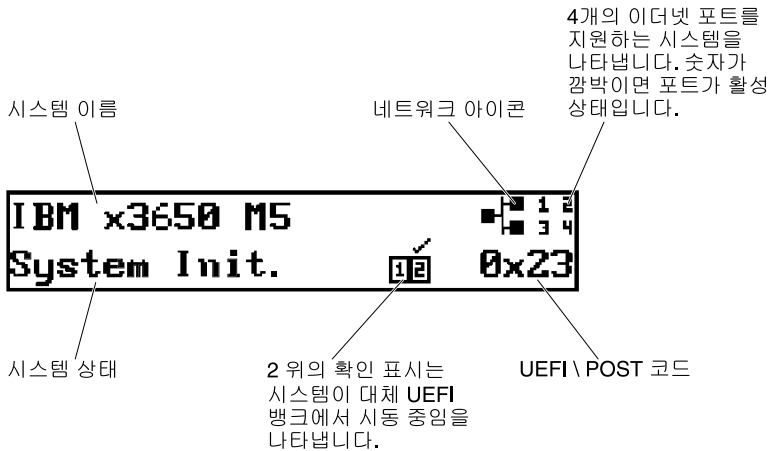 4개의 이더넷 포트를
지원하는 시스템을
나타냅니다. 숫자가
깜박이면 포트가 활성
상태입니다.
시스템 이름
네트워크 아이콘
IBM x3650 M5
1 2
3 4
System Init.
1 2
0x23
시스템 상태
2 위의 확인 표시는
시스템이 대체 UEFI
뱅크에서 시동 중임을
나타냅니다.
UEFI \ POST 코드